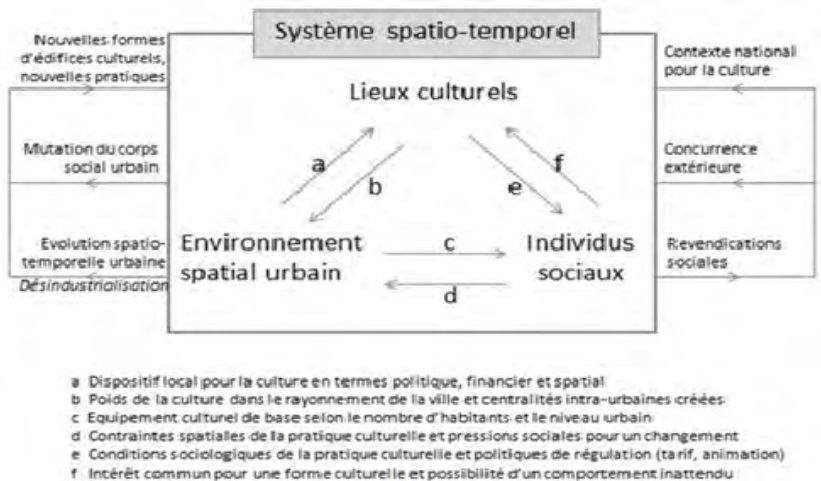 Système spatio-temporel
Nouvelles formes
d'édifices culturels,
nouvelles pratiques
Mutation du corps
social urbain
Evolution spatio-
temporelle urbaine
Désindustrialisation
Lieux culturels
a
b
e
f
Environnement
spatial urbain
c
d
Individus
sociaux
Contexte national
pour la culture
Concurrence
extérieure
Revendications
sociales
a Dispositif local pour la culture en termes politique, financier et spatial
b Poids de la culture dans le rayonnement de la ville et centralités intra-urbaines créées
c Equipement culturel de base selon le nombre d'habitants et le niveau urbain
d Contraintes spatiales de la pratique culturelle et pressions sociales pour un changement
e Conditions sociologiques de la pratique culturelle et politiques de régulation (tarif, animation)
f Intérêt commun pour une forme culturelle et possibilité d'un comportement inattendu